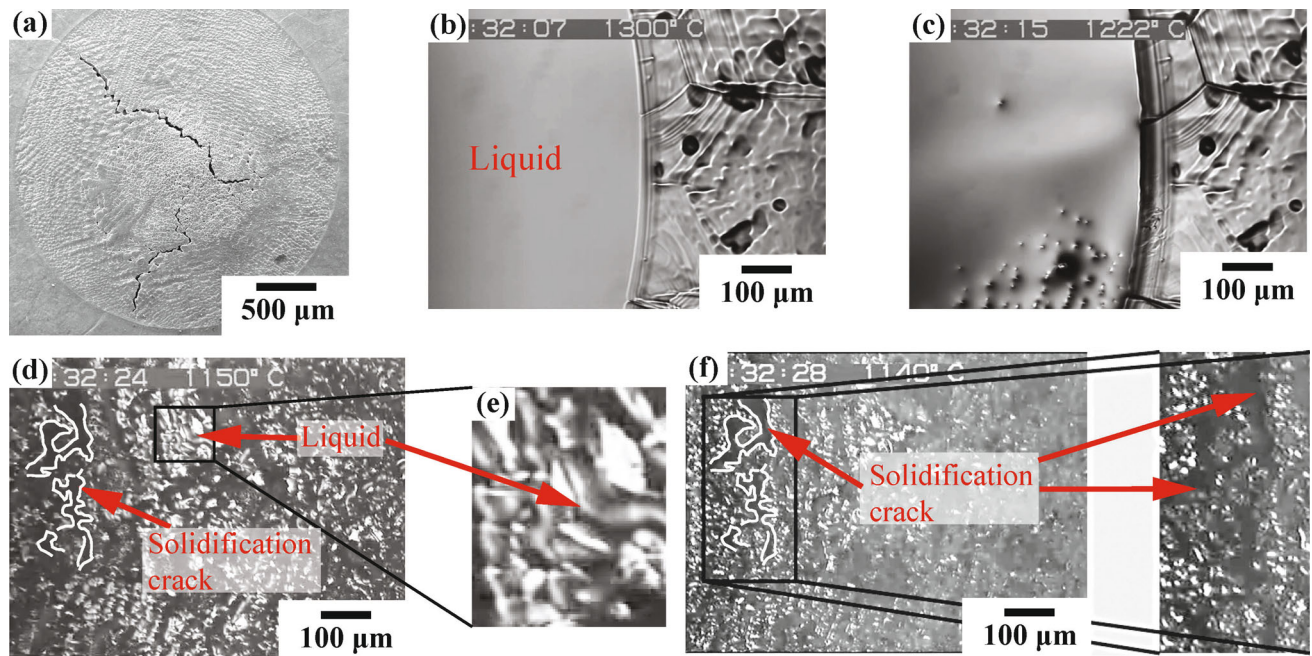 (a)
500 μm
(b)
:32:07 1300°C
Liquid
100 μm
(c)
:32:15 1222°C
100 μm
(d)
:32:24 1150°C
Liquid
Solidification
crack
100 μm
(e)
(f)
:32:28 1140°C
Solidification
crack
100 μm